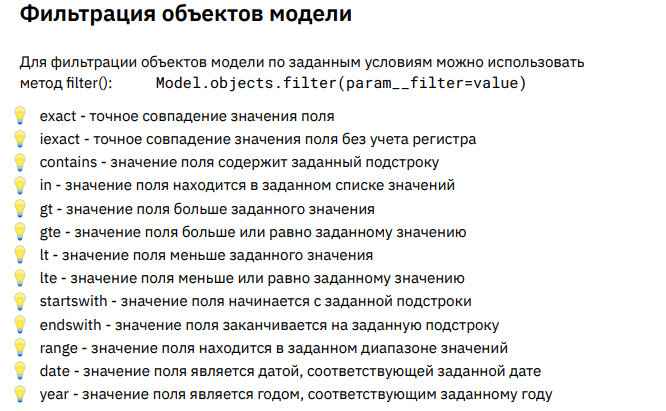 Фильтрация объектов модели
Для фильтрации объектов модели по заданным условиям можно использовать
метод filter(): Model.objects.filter(param__filter=value)
exact - точное совпадение значения поля
iexact - точное совпадение значения поля без учета регистра
contains - значение поля содержит заданный подстроку
in - значение поля находится в заданном списке значений
gt - значение поля больше заданного значения
gte - значение поля больше или равно заданному значению
lt - значение поля меньше заданного значения
lte - значение поля меньше или равно заданному значению
startswith - значение поля начинается с заданной подстроки
endswith - значение поля заканчивается на заданную подстроку
range - значение поля находится в заданном диапазоне значений
date - значение поля является датой, соответствующей заданной дате
year - значение поля является годом, соответствующим заданному году